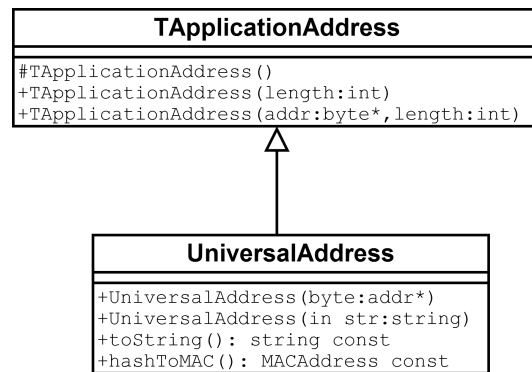 TApplicationAddress
#TApplicationAddress()
+TApplicationAddress(length:int)
+TApplicationAddress(addr:byte*,length:int)
UniversalAddress
+UniversalAddress(byte:addr*)
+UniversalAddress(in str:string)
+toString(): string const
+hashToMAC(): MACAddress const